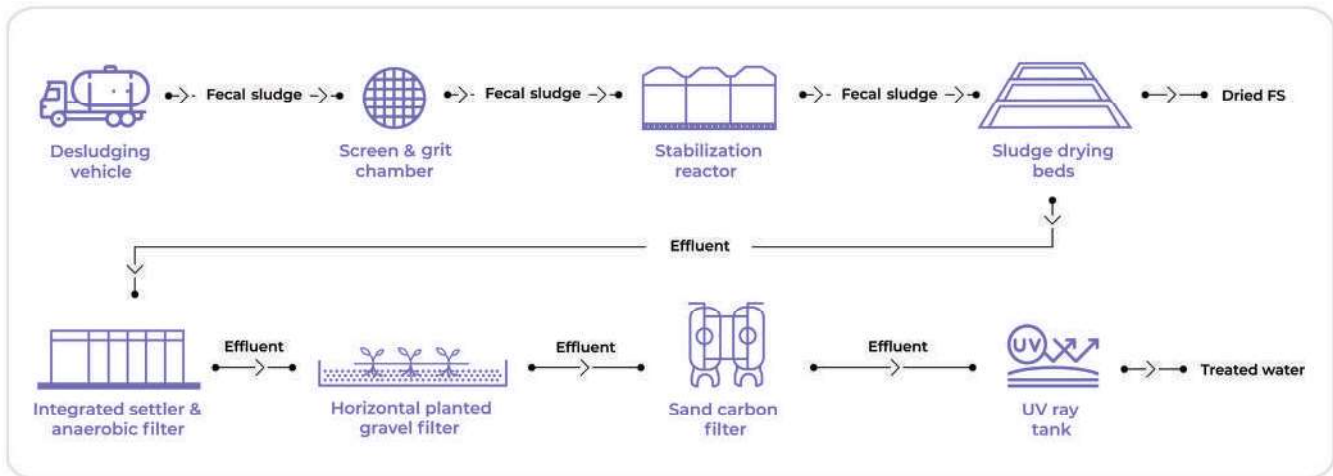 Fecal sludge
Fecal sludge
Fecal sludge
Dried FS
Desludging
vehicle
Screen & grit
chamber
Stabilization
reactor
Sludge drying
beds
Effluent
Effluent
Effluent
Effluent
UV
Treated water
Integrated settler &
anaerobic filter
Horizontal planted
gravel filter
Sand carbon
filter
UV ray
tank